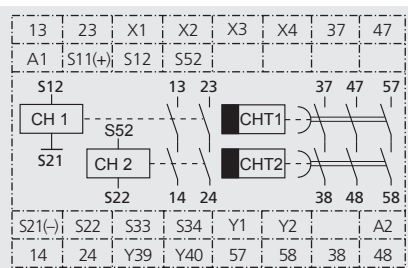 13 23 X1 X2 X3 X4 37 47
A1 S11(+) S12 S52
S12 13 23 37 47 57
CH 1 CHT1
S52
S21 CH 2 CHT2
S22 14 24 38 48 58
S21(–) S22 S33 S34 Y1 Y2 A2
14 24 Y39 Y40 57 58 38 48